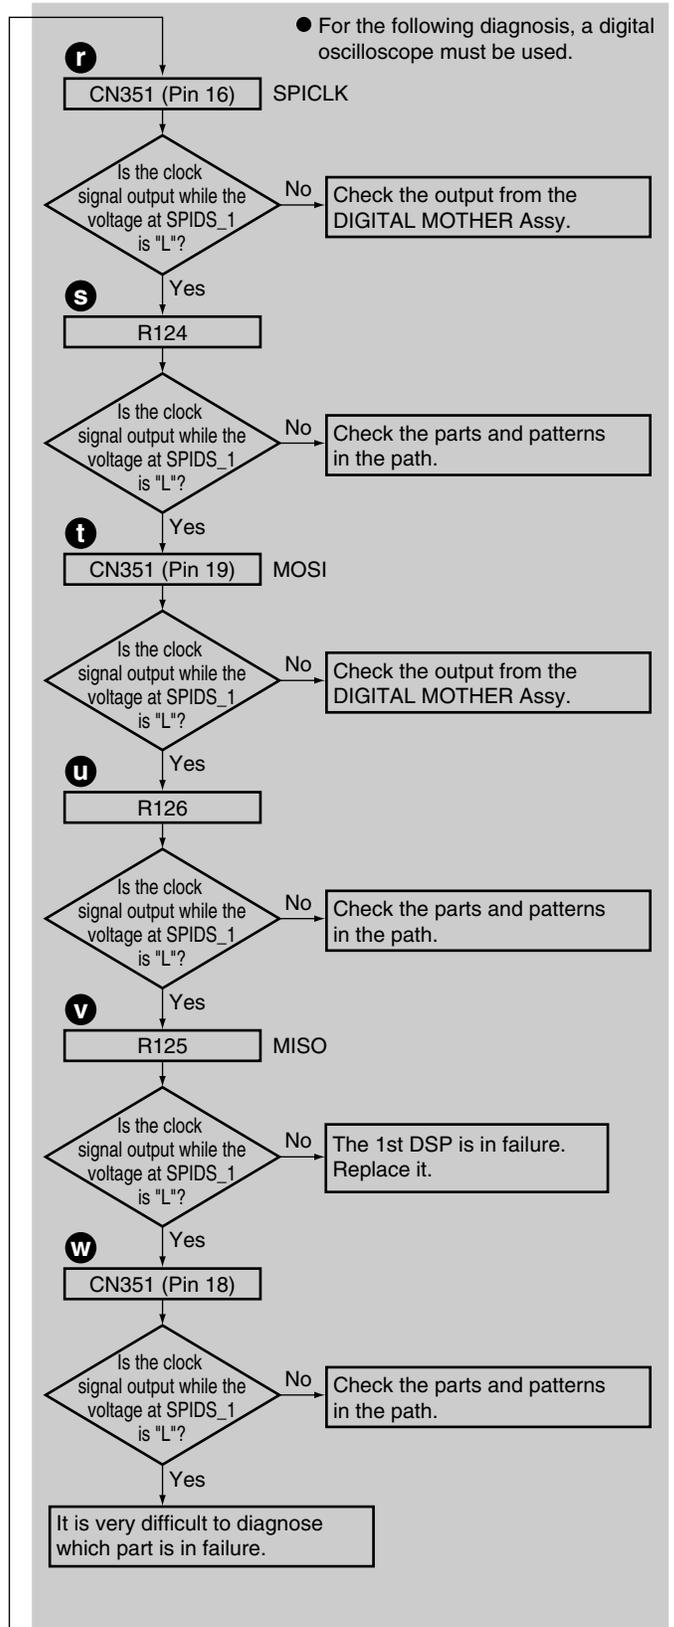 ● For the following diagnosis, a digital
oscilloscope must be used.
r
CN351 (Pin 16) SPICLK
Is the clock
signal output while the
voltage at SPIDS_1
is "L"?
No
Check the output from the
DIGITAL MOTHER Assy.
Yes
s
R124
Is the clock
signal output while the
voltage at SPIDS_1
is "L"?
No
Check the parts and patterns
in the path.
Yes
t
CN351 (Pin 19) MOSI
Is the clock
signal output while the
voltage at SPIDS_1
is "L"?
No
Check the output from the
DIGITAL MOTHER Assy.
Yes
u
R126
Is the clock
signal output while the
voltage at SPIDS_1
is "L"?
No
Check the parts and patterns
in the path.
Yes
v
R125 MISO
Is the clock
signal output while the
voltage at SPIDS_1
is "L"?
No
The 1st DSP is in failure.
Replace it.
Yes
w
CN351 (Pin 18)
Is the clock
signal output while the
voltage at SPIDS_1
is "L"?
No
Check the parts and patterns
in the path.
Yes
It is very difficult to diagnose
which part is in failure.